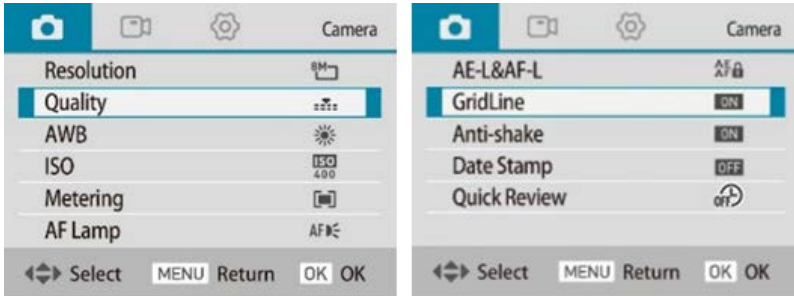 Camera
Resolution 8M
Quality
AWB
ISO ISO 400
Metering
AF Lamp AF
Select MENU Return OK OK
Camera
AE-L&AF-L AE AF
GridLine ON
Anti-shake ON
Date Stamp OFF
Quick Review OFF
Select MENU Return OK OK